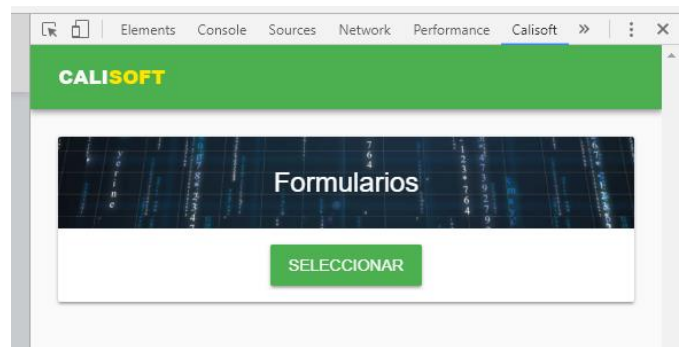 Elements Console Sources Network Performance Calisoft »
CALISOFT
Formularios
SELECCIONAR